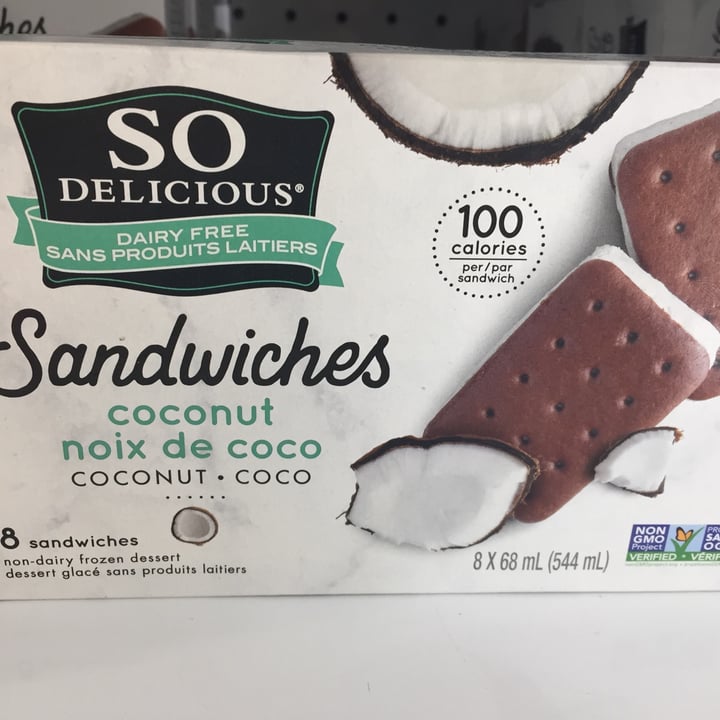 SO
DELICIOUS®
DAIRY FREE
SANS PRODUITS LAITIERS
100
calories
per/par
sandwich
Sandwiches
coconut
noix de coco
COCONUT • COCO
8 sandwiches
non-dairy frozen dessert
dessert glacé sans produits laitiers
8 X 68 mL (544 mL)
NON
GMO
Project
VERIFIED